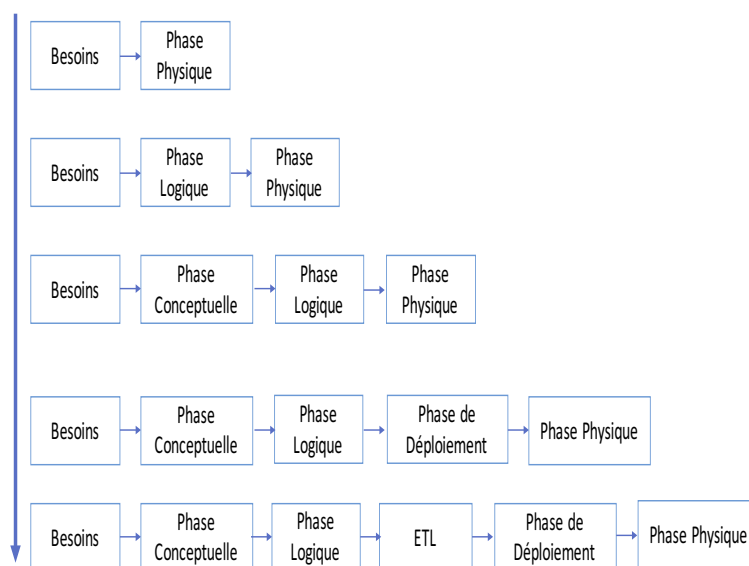 Besoins
Phase
Physique
Besoins
Phase
Logique
Phase
Physique
Besoins
Phase
Conceptuelle
Phase
Logique
Phase
Physique
Besoins
Phase
Conceptuelle
Phase
Logique
Phase de
Déploiement
Phase Physique
Besoins
Phase
Conceptuelle
Phase
Logique
ETL
Phase de
Déploiement
Phase Physique